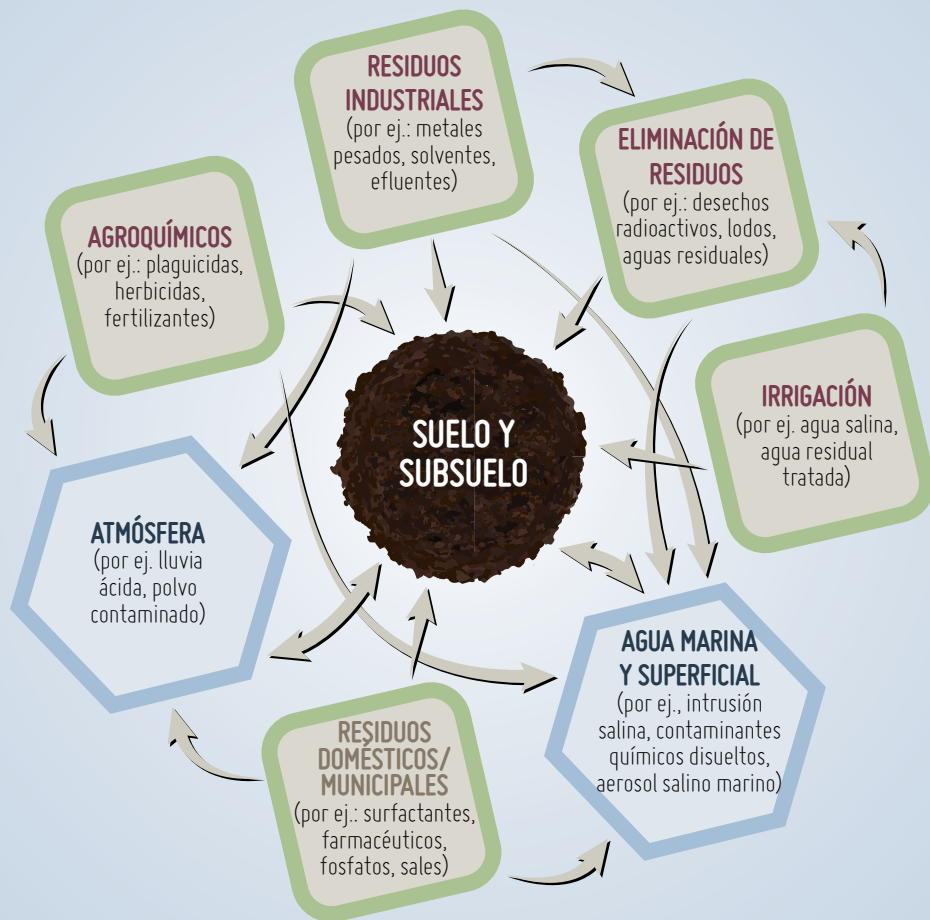 RESIDUOS
INDUSTRIALES
(por ej.: metales
pesados, solventes,
efluentes)
ELIMINACIÓN DE
RESIDUOS
(por ej.: desechos
radioactivos, lodos,
aguas residuales)
AGROQUÍMICOS
(por ej.: plaguicidas,
herbicidas,
fertilizantes)
IRRIGACIÓN
(por ej. agua salina,
agua residual
tratada)
SUELO Y
SUBSUELO
ATMÓSFERA
(por ej. lluvia
ácida, polvo
contaminado)
AGUA MARINA
Y SUPERFICIAL
(por ej., intrusión
salina, contaminantes
químicos disueltos,
aerosol salino marino)
RESIDUOS
DOMÉSTICOS/
MUNICIPALES
(por ej.: surfactantes,
farmacéuticos,
fosfatos, sales)